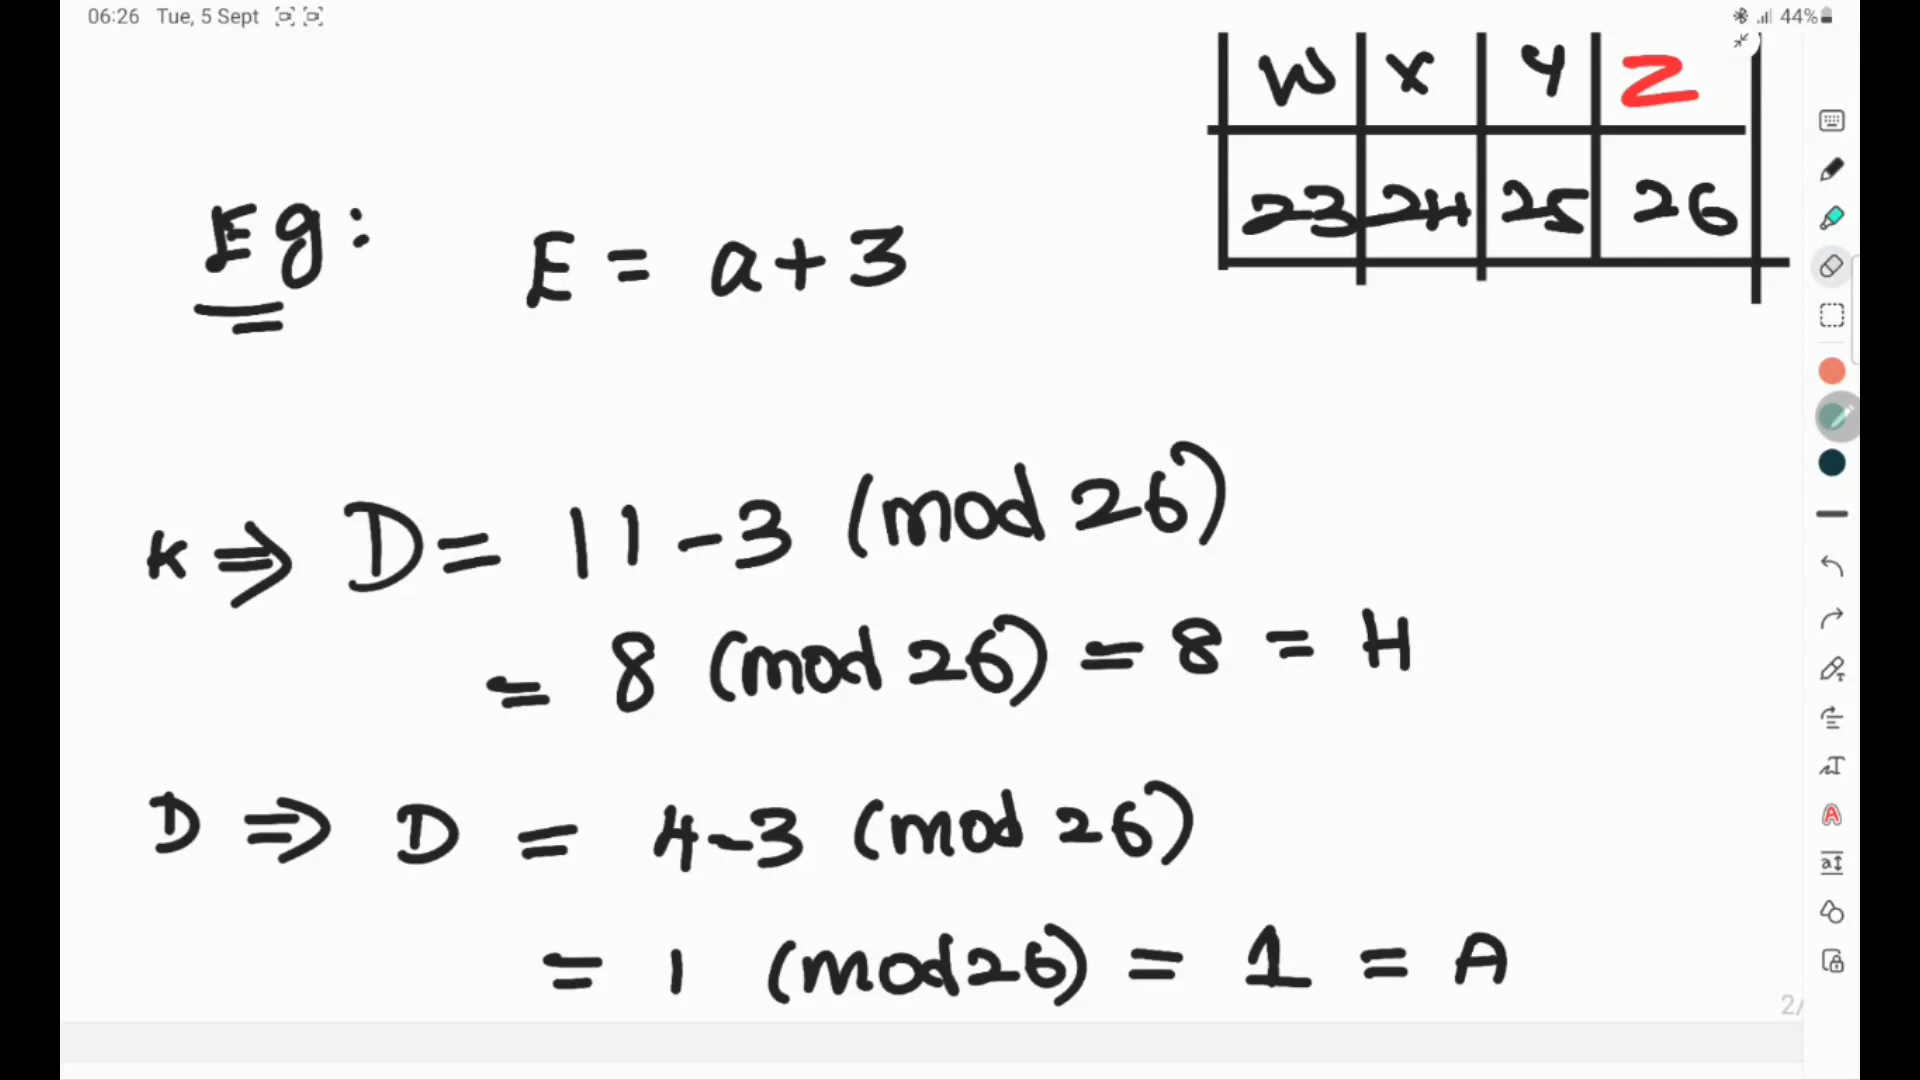 06:26 Tue, 5 Sept 44%
W X Y Z
23 24 25 26
Eg: E = a+3
K ⇒ D = 11-3 (mod 26)
= 8 (mod 26) = 8 = H
D ⇒ D = 4-3 (mod 26)
= 1 (mod 26) = 1 = A
2/